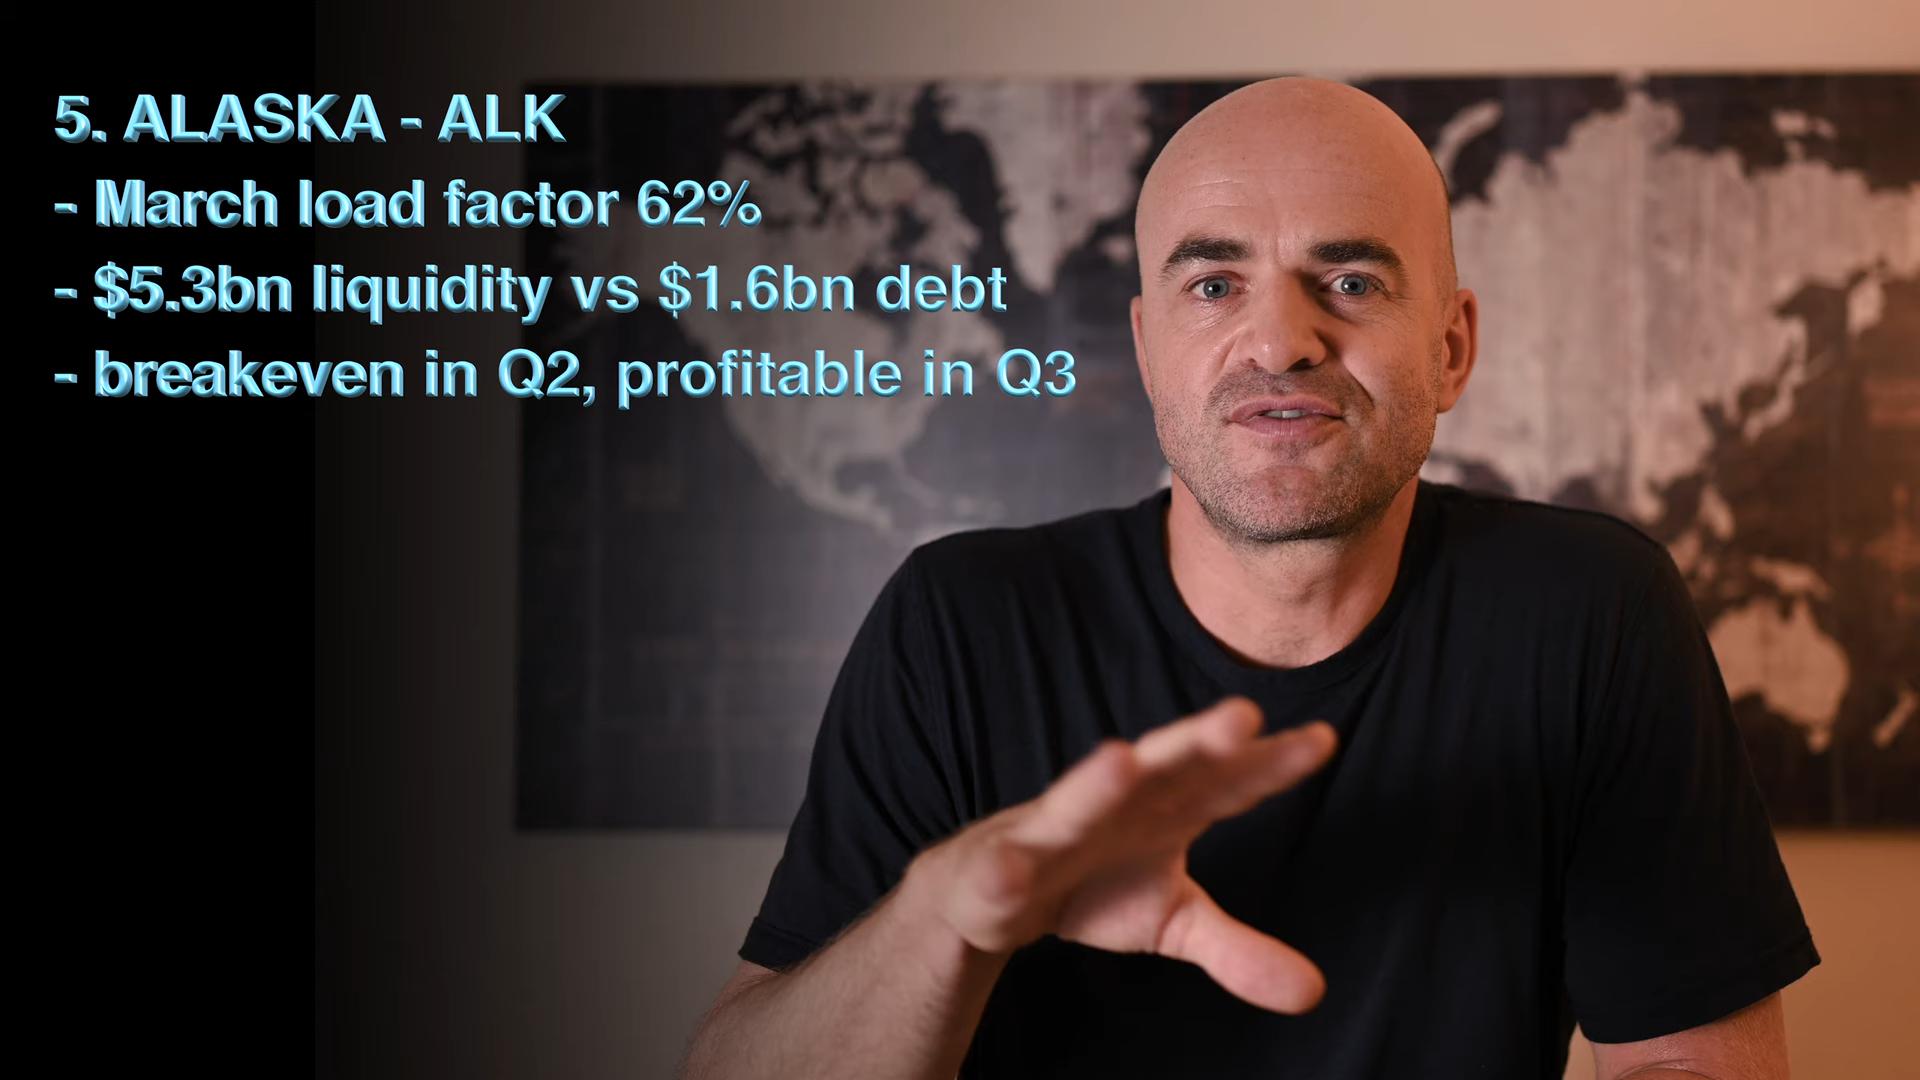 5. ALASKA - ALK
- March load factor 62%
- $5.3bn liquidity vs $1.6bn debt
- breakeven in Q2, profitable in Q3